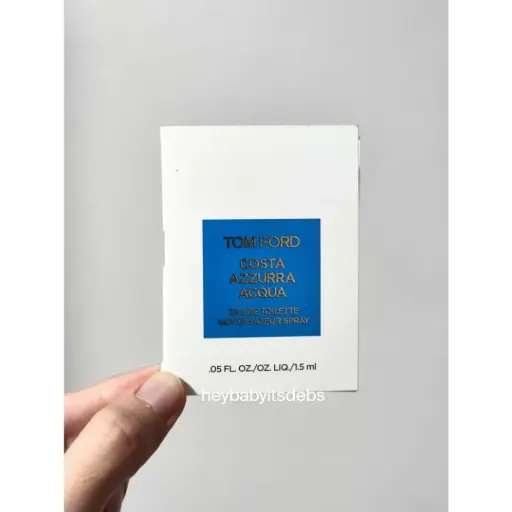 TOM FORD
COSTA
AZZURRA
ACQUA
EAU DE TOILETTE
VAPORISATEUR SPRAY
.05 FL. OZ./OZ. LIQ./1.5 ml
heybabyitsdebs